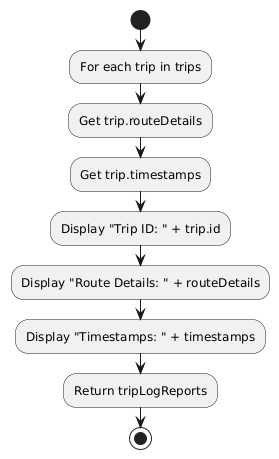 For each trip in trips
Get trip.routeDetails
Get trip.timestamps
Display "Trip ID: " + trip.id
Display "Route Details: " + routeDetails
Display "Timestamps: " + timestamps
Return tripLogReports